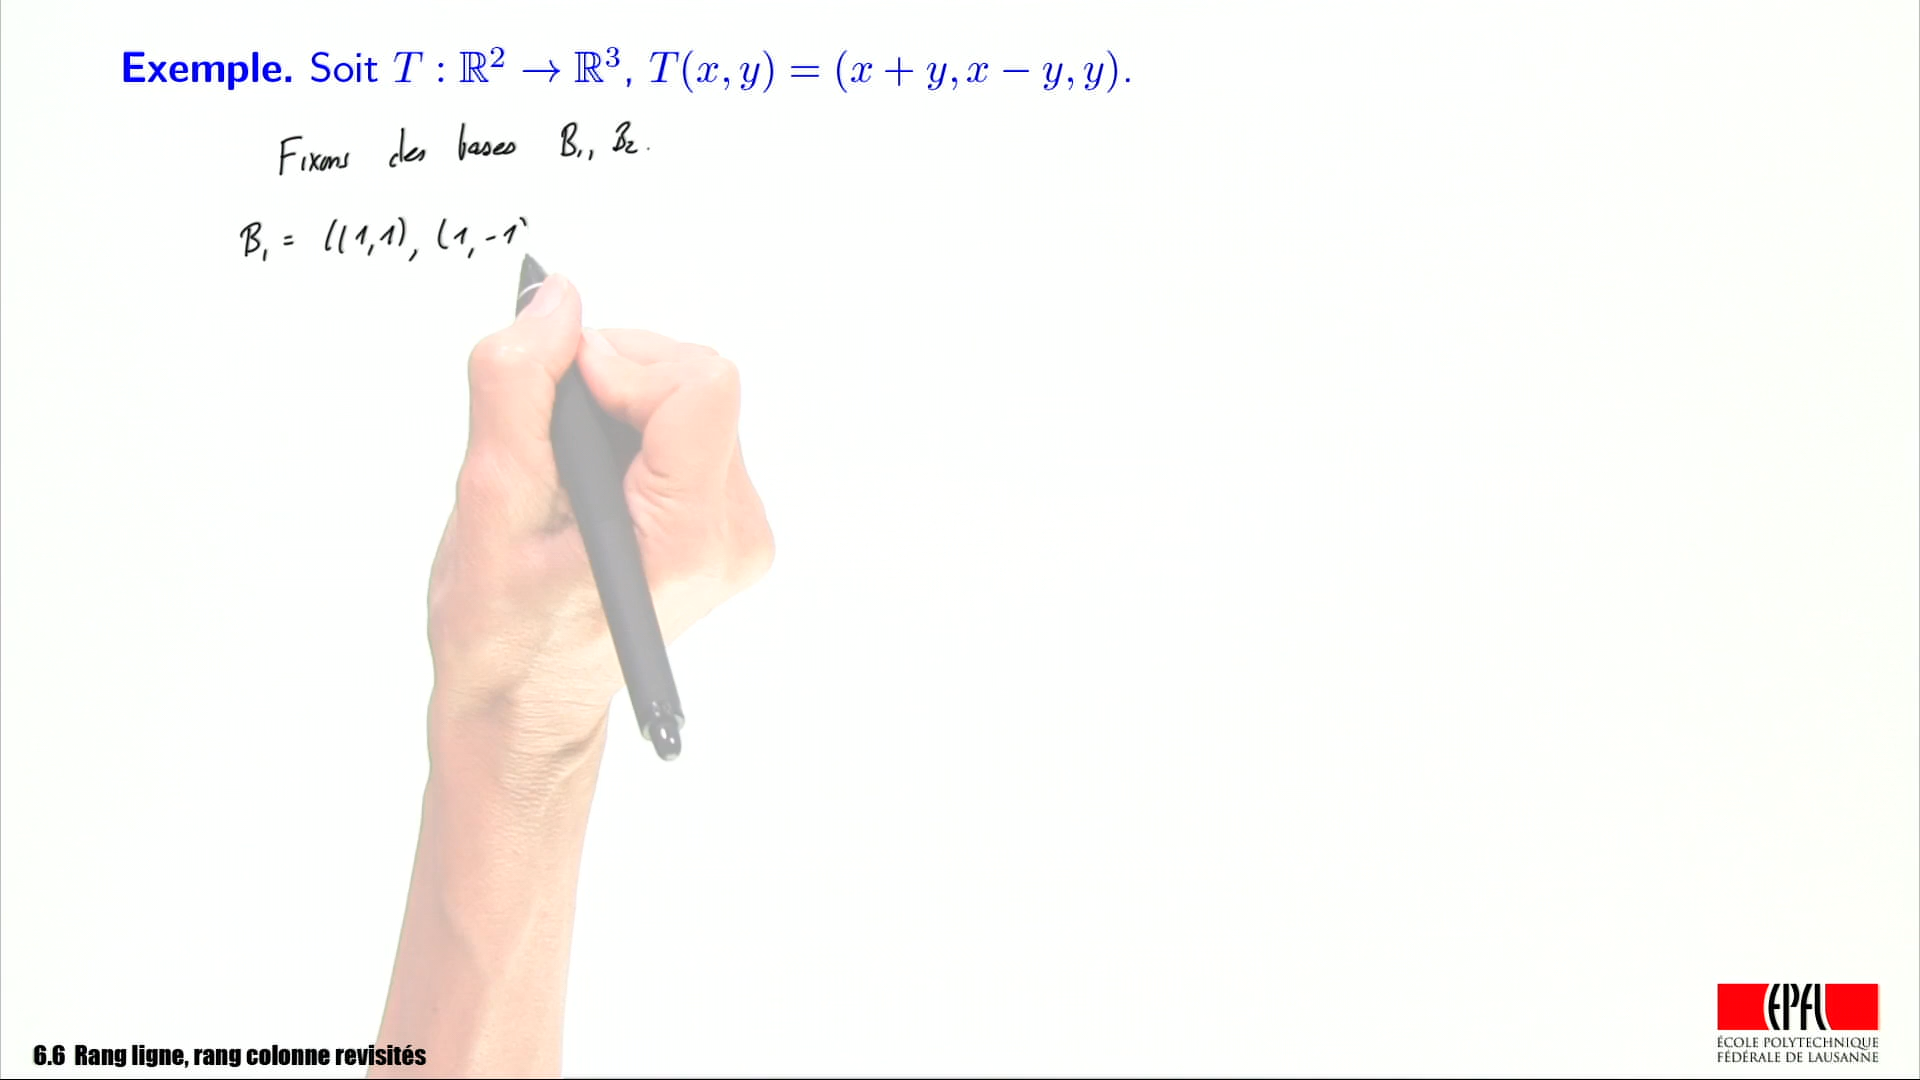 Exemple. Soit T : ℝ² → ℝ³, T(x, y) = (x + y, x − y, y).
Fixons des bases B₁, B₂.
B₁ = ((1,1), (1,-1)
EPFL
ÉCOLE POLYTECHNIQUE
FÉDÉRALE DE LAUSANNE
6.6 Rang ligne, rang colonne revisités